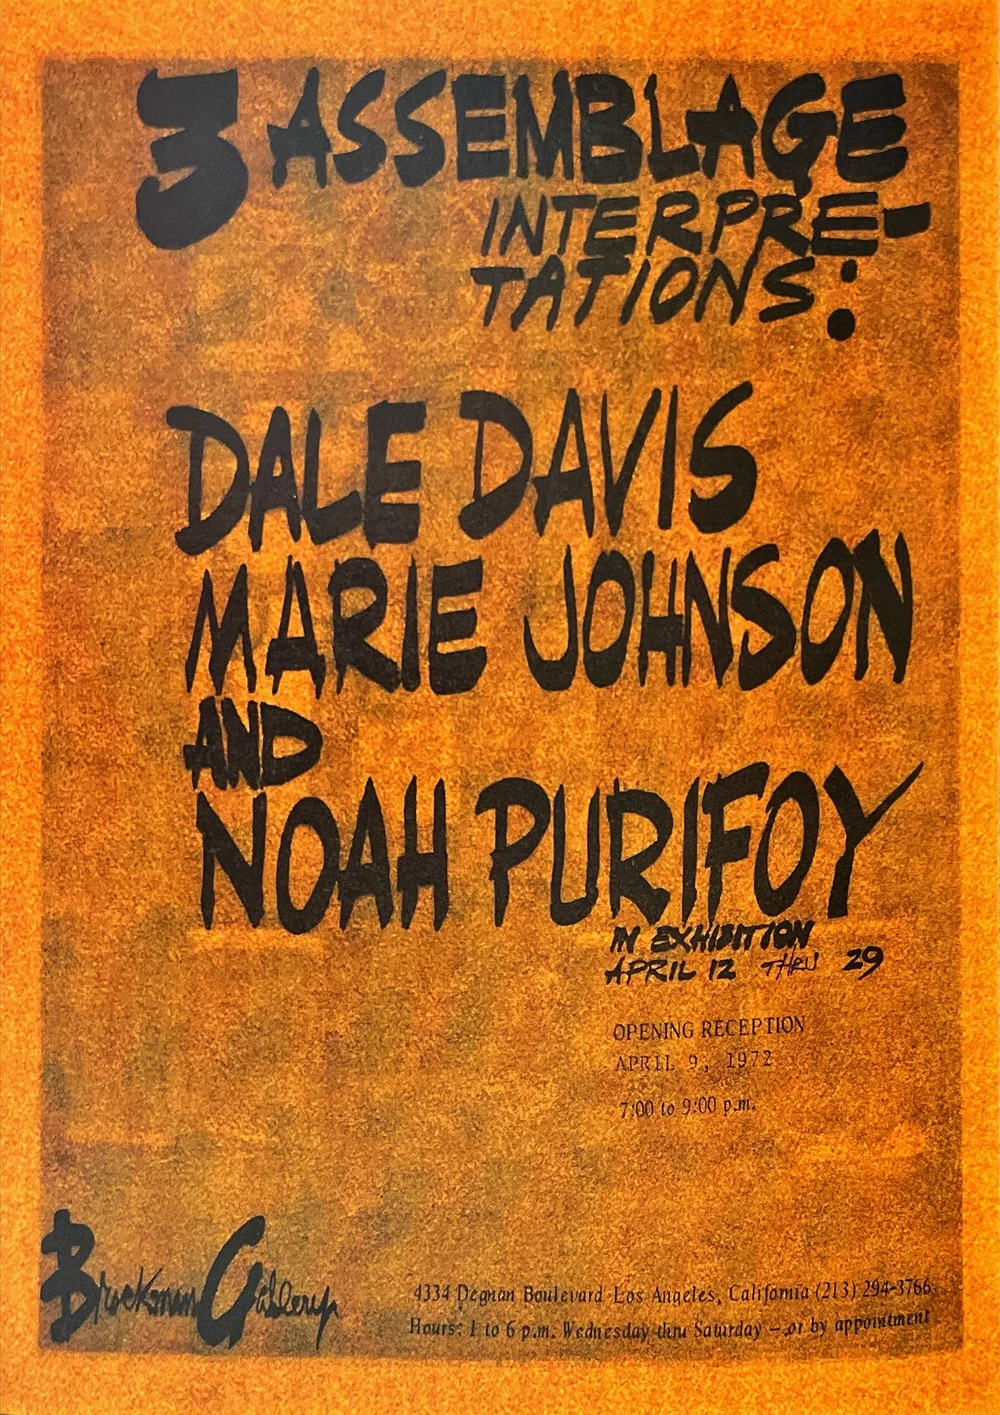 3 ASSEMBLAGE
INTERPRE-
TATIONS:
DALE DAVIS
MARIE JOHNSON
AND
NOAH PURIFOY
IN EXHIBITION
APRIL 12 THRU 29
OPENING RECEPTION
APRIL 9, 1972
7:00 to 9:00 p.m.
Brockman Gallery
4334 Degnan Boulevard Los Angeles, California (213) 294-3766
Hours: 1 to 6 p.m. Wednesday thru Saturday — or by appointment